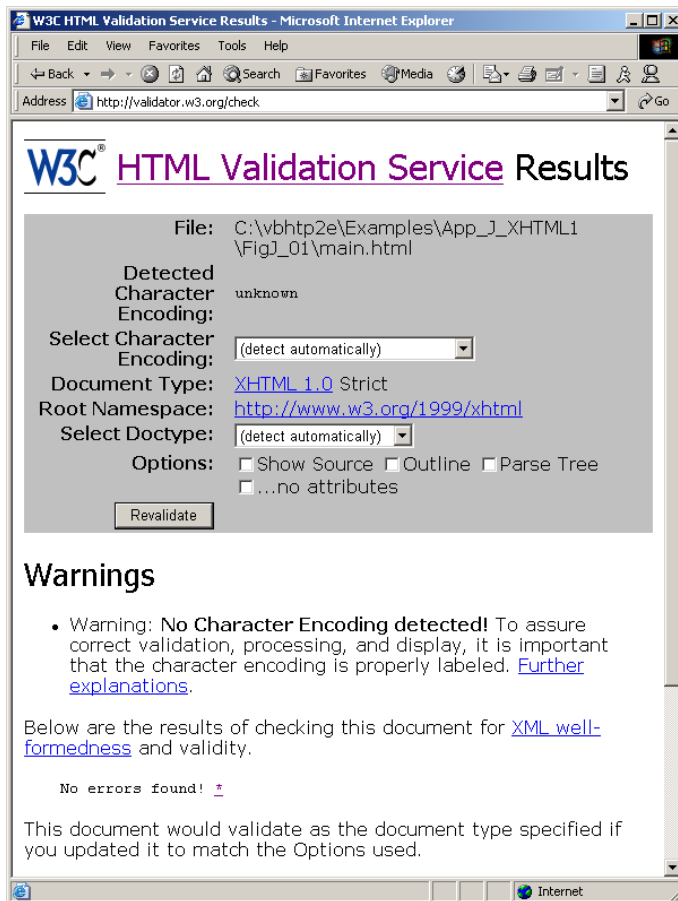 W3C HTML Validation Service Results - Microsoft Internet Explorer
File Edit View Favorites Tools Help
Back Search Favorites Media
Address http://validator.w3.org/check Go
W3C® HTML Validation Service Results
File: C:\vbhtp2e\Examples\App_J_XHTML1
\FigJ_01\main.html
Detected
Character
Encoding: unknown
Select Character
Encoding: (detect automatically)
Document Type: XHTML 1.0 Strict
Root Namespace: http://www.w3.org/1999/xhtml
Select Doctype: (detect automatically)
Options: Show Source Outline Parse Tree
...no attributes
Revalidate
Warnings
• Warning: No Character Encoding detected! To assure
correct validation, processing, and display, it is important
that the character encoding is properly labeled. Further
explanations.
Below are the results of checking this document for XML well-
formedness and validity.
No errors found! *
This document would validate as the document type specified if
you updated it to match the Options used.
Internet